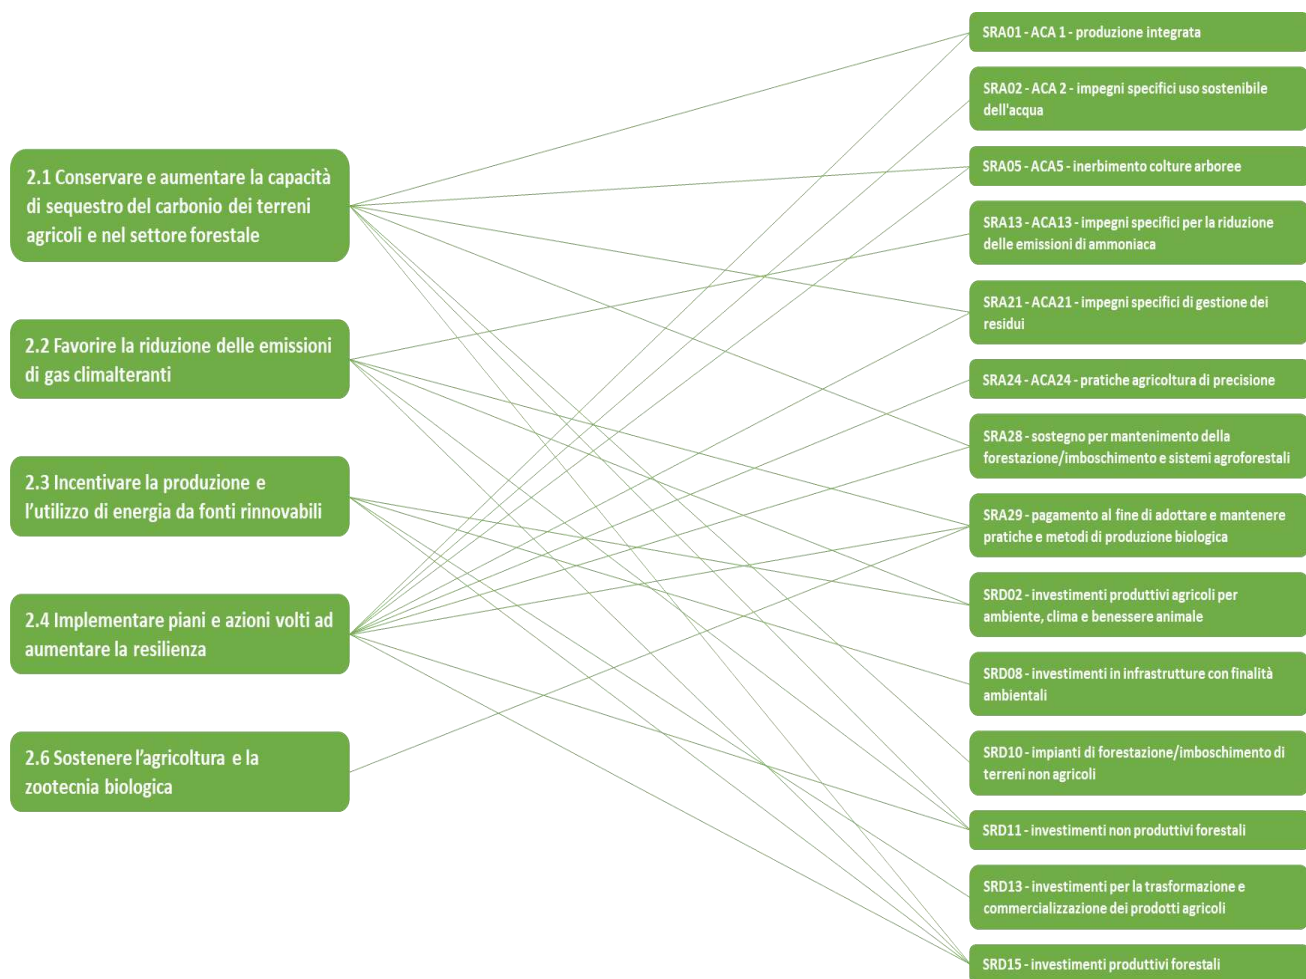 2.1 Conservare e aumentare la capacità
di sequestro del carbonio dei terreni
agricoli e nel settore forestale
2.2 Favorire la riduzione delle emissioni
di gas climalteranti
2.3 Incentivare la produzione e
l'utilizzo di energia da fonti rinnovabili
2.4 Implementare piani e azioni volti ad
aumentare la resilienza
2.6 Sostenere l'agricoltura e la
zootecnia biologica
SRA01 - ACA 1 - produzione integrata
SRA02 - ACA 2 - impegni specifici uso sostenibile
dell'acqua
SRA05 - ACA5 - inerbimento colture arboree
SRA13 - ACA13 - impegni specifici per la riduzione
delle emissioni di ammoniaca
SRA21 - ACA21 - impegni specifici di gestione dei
residui
SRA24 - ACA24 - pratiche agricoltura di precisione
SRA28 - sostegno per mantenimento della
forestazione/imboschimento e sistemi agroforestali
SRA29 - pagamento al fine di adottare e mantenere
pratiche e metodi di produzione biologica
SRD02 - investimenti produttivi agricoli per
ambiente, clima e benessere animale
SRD08 - investimenti in infrastrutture con finalità
ambientali
SRD10 - impianti di forestazione/imboschimento di
terreni non agricoli
SRD11 - investimenti non produttivi forestali
SRD13 - investimenti per la trasformazione e
commercializzazione dei prodotti agricoli
SRD15 - investimenti produttivi forestali